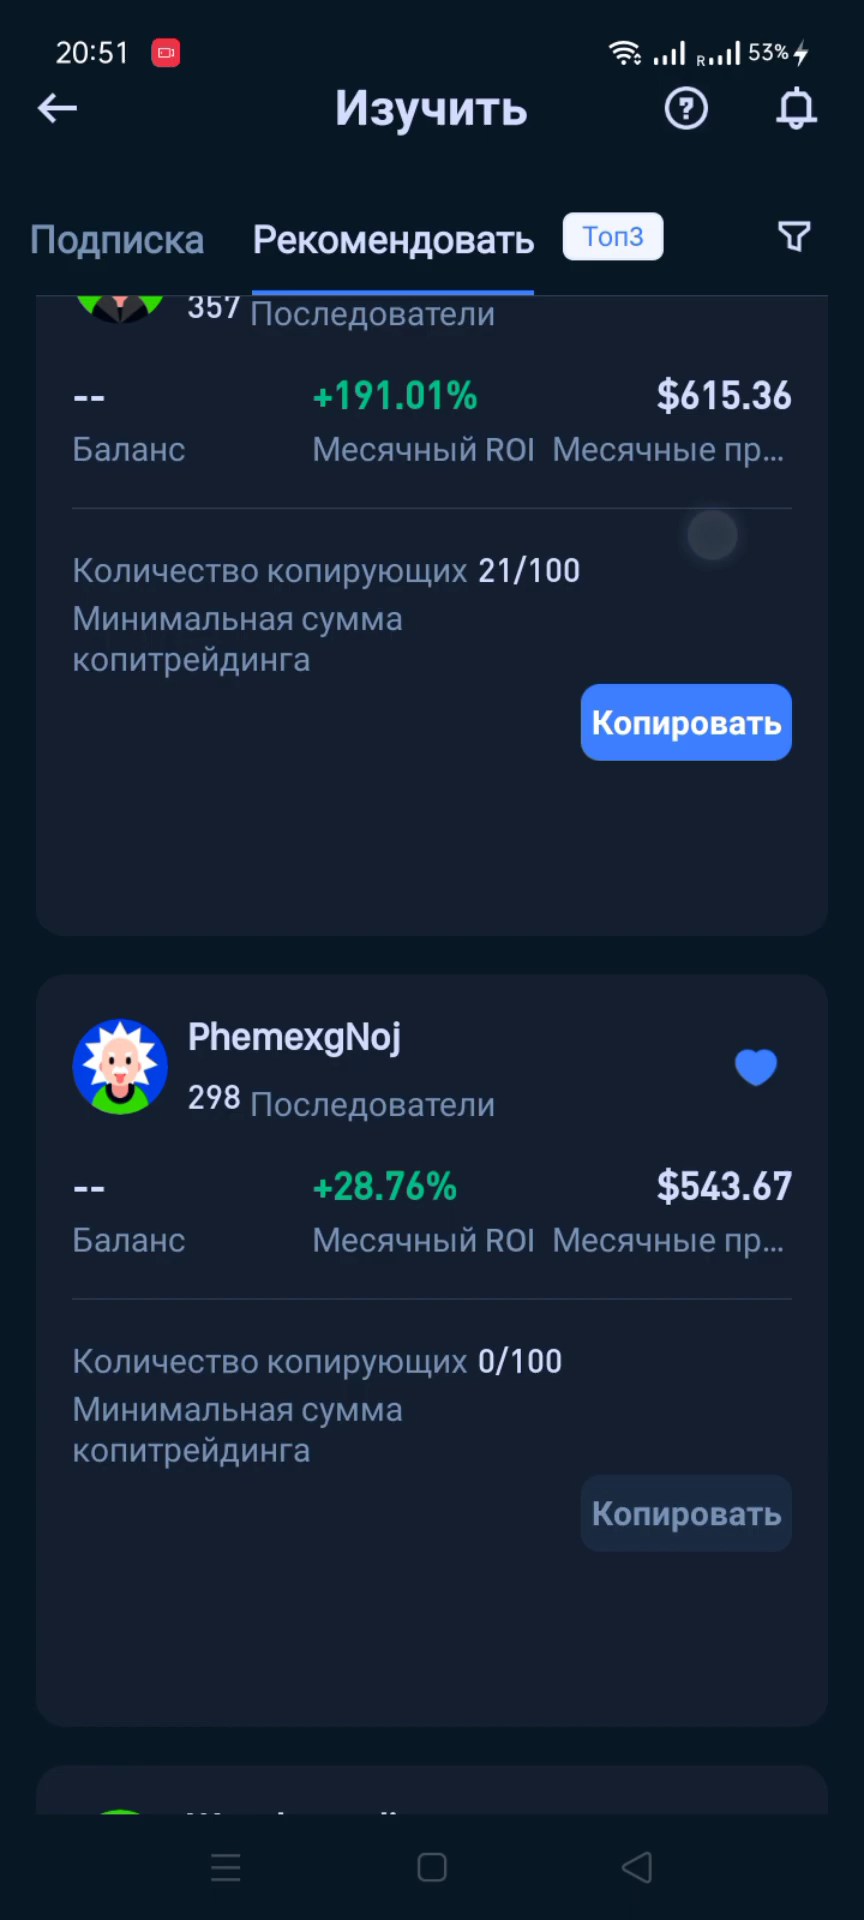 20:51
R 53%
Изучить
Подписка Рекомендовать Топ3
357 Последователи
-- +191.01% $615.36
Баланс Месячный ROI Месячные пр...
Количество копирующих 21/100
Минимальная сумма
копитрейдинга
Копировать
PhemexgNoj
298 Последователи
-- +28.76% $543.67
Баланс Месячный ROI Месячные пр...
Количество копирующих 0/100
Минимальная сумма
копитрейдинга
Копировать